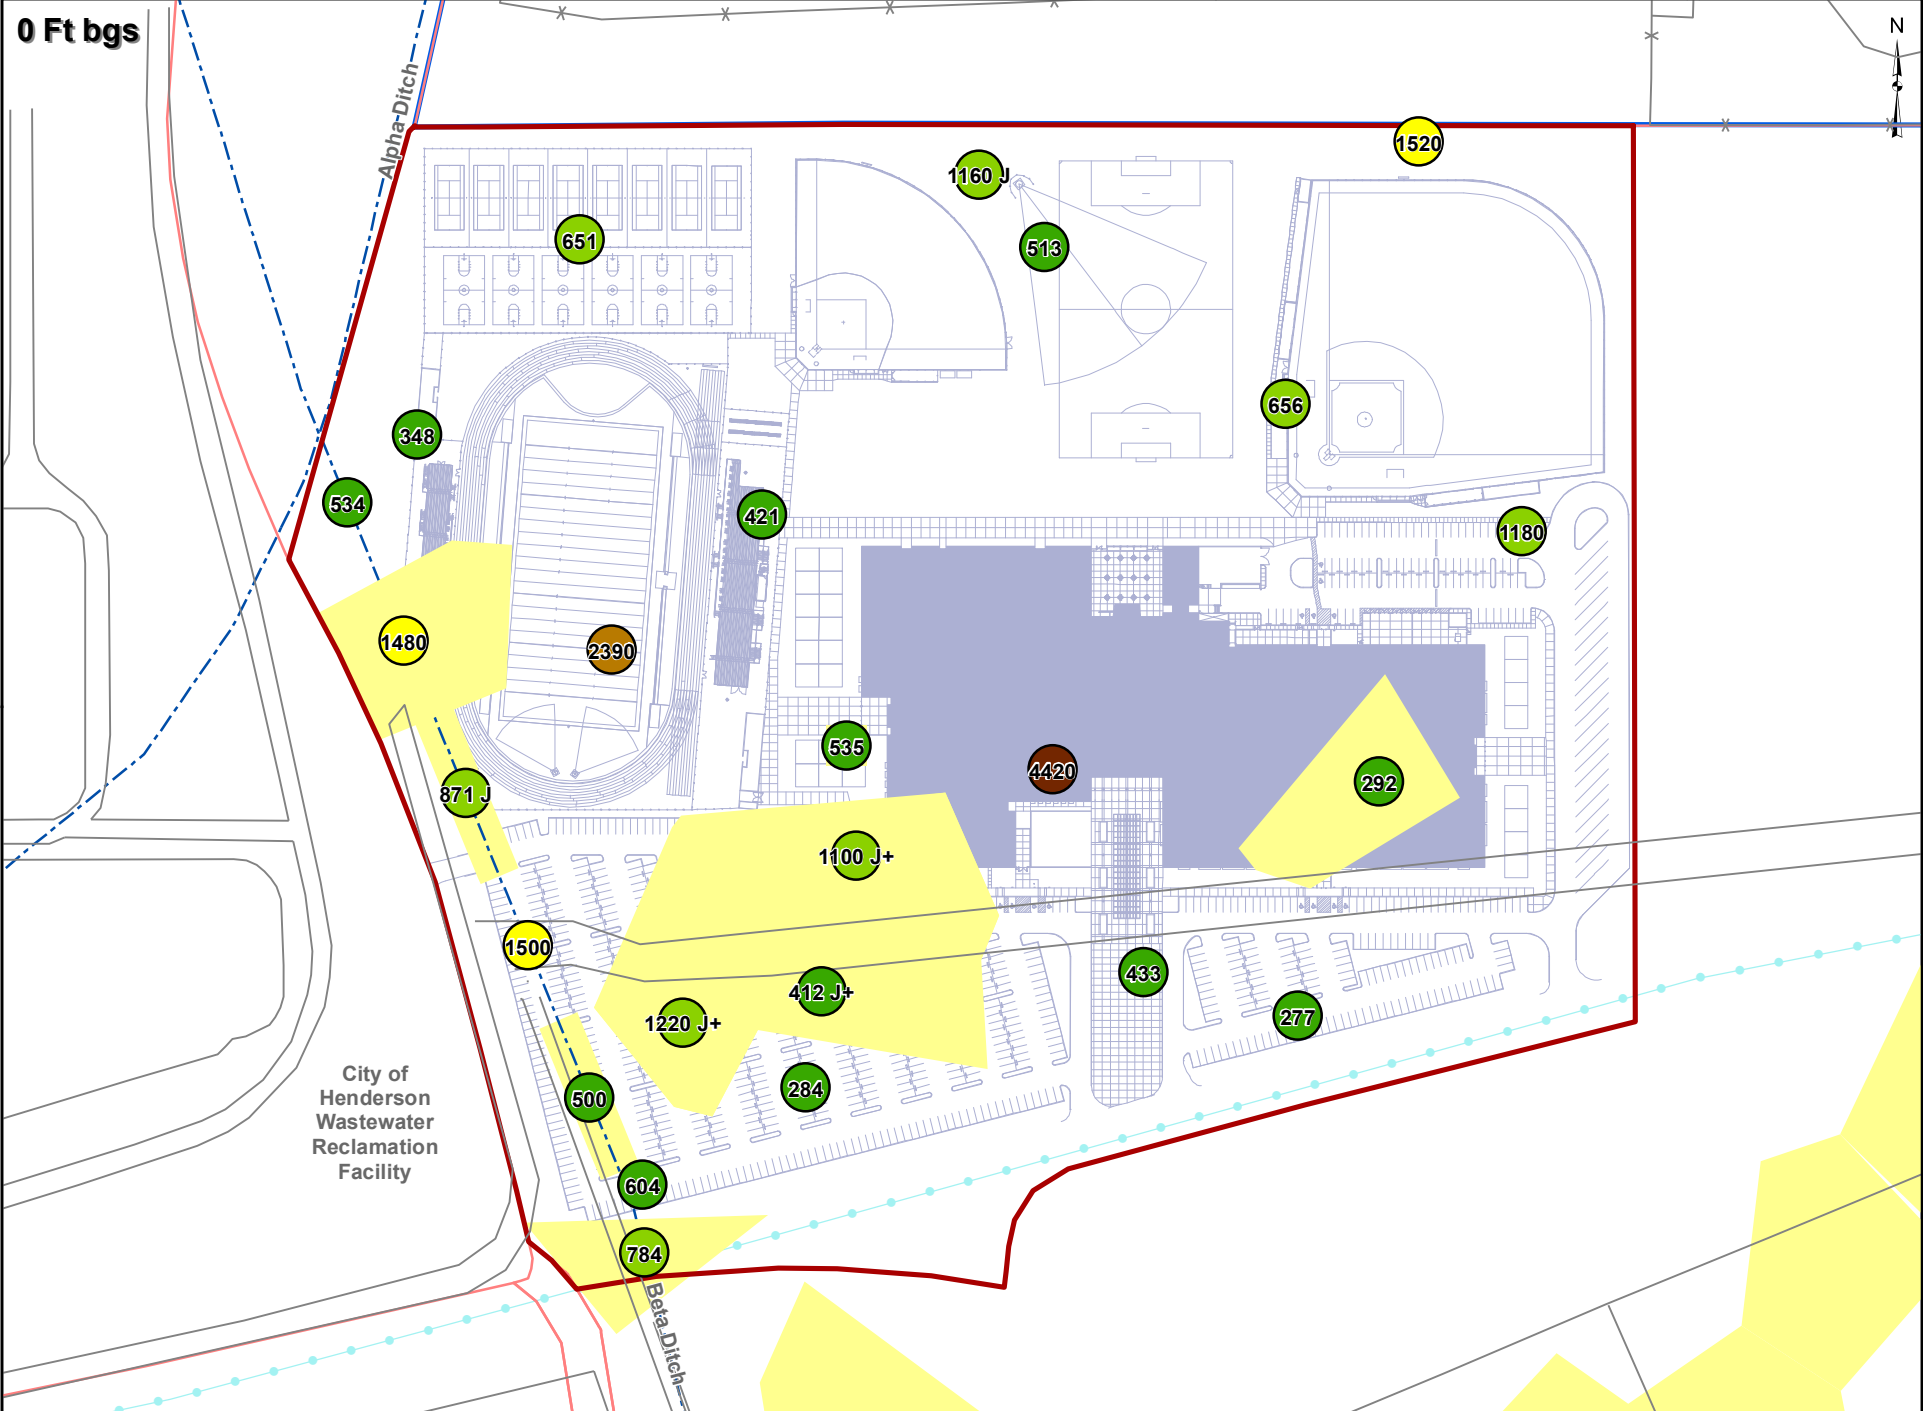 0 Ft bgs
N
Alpha Ditch
1520
1160 J
651
513
656
348
534
421
1180
1480
2390
535
4420
292
871 J
1100 J+
1500
412 J+
433
1220 J+
277
City of
Henderson
Wastewater
Reclamation
Facility
500
284
604
784
Beta Ditch